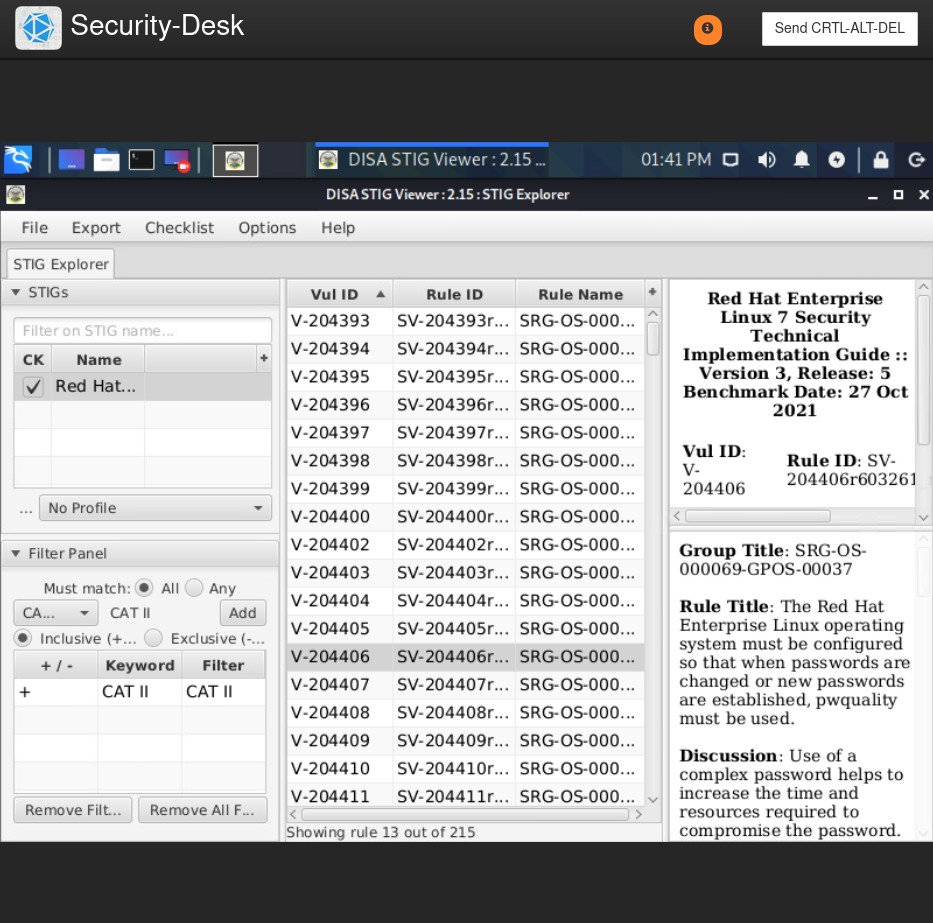 Security-Desk
Send CRTL-ALT-DEL
DISA STIG Viewer : 2.15 ...
01:41 PM
DISA STIG Viewer : 2.15 : STIG Explorer
File Export Checklist Options Help
STIG Explorer
STIGs
Filter on STIG name...
CK Name +
Red Hat...
... No Profile
Filter Panel
Must match: All Any
CA... CAT II Add
Inclusive (+... Exclusive (-...
+ / - Keyword Filter
+ CAT II CAT II
Remove Filt... Remove All F...
Vul ID Rule ID Rule Name +
V-204393 SV-204393r... SRG-OS-000...
V-204394 SV-204394r... SRG-OS-000...
V-204395 SV-204395r... SRG-OS-000...
V-204396 SV-204396r... SRG-OS-000...
V-204397 SV-204397r... SRG-OS-000...
V-204398 SV-204398r... SRG-OS-000...
V-204399 SV-204399r... SRG-OS-000...
V-204400 SV-204400r... SRG-OS-000...
V-204402 SV-204402r... SRG-OS-000...
V-204403 SV-204403r... SRG-OS-000...
V-204404 SV-204404r... SRG-OS-000...
V-204405 SV-204405r... SRG-OS-000...
V-204406 SV-204406r... SRG-OS-000...
V-204407 SV-204407r... SRG-OS-000...
V-204408 SV-204408r... SRG-OS-000...
V-204409 SV-204409r... SRG-OS-000...
V-204410 SV-204410r... SRG-OS-000...
V-204411 SV-204411r... SRG-OS-000...
Showing rule 13 out of 215
Red Hat Enterprise
Linux 7 Security
Technical
Implementation Guide ::
Version 3, Release: 5
Benchmark Date: 27 Oct
2021
Vul ID:
V-
204406
Rule ID: SV-
204406r603261
Group Title: SRG-OS-
000069-GPOS-00037
Rule Title: The Red Hat
Enterprise Linux operating
system must be configured
so that when passwords are
changed or new passwords
are established, pwquality
must be used.
Discussion: Use of a
complex password helps to
increase the time and
resources required to
compromise the password.